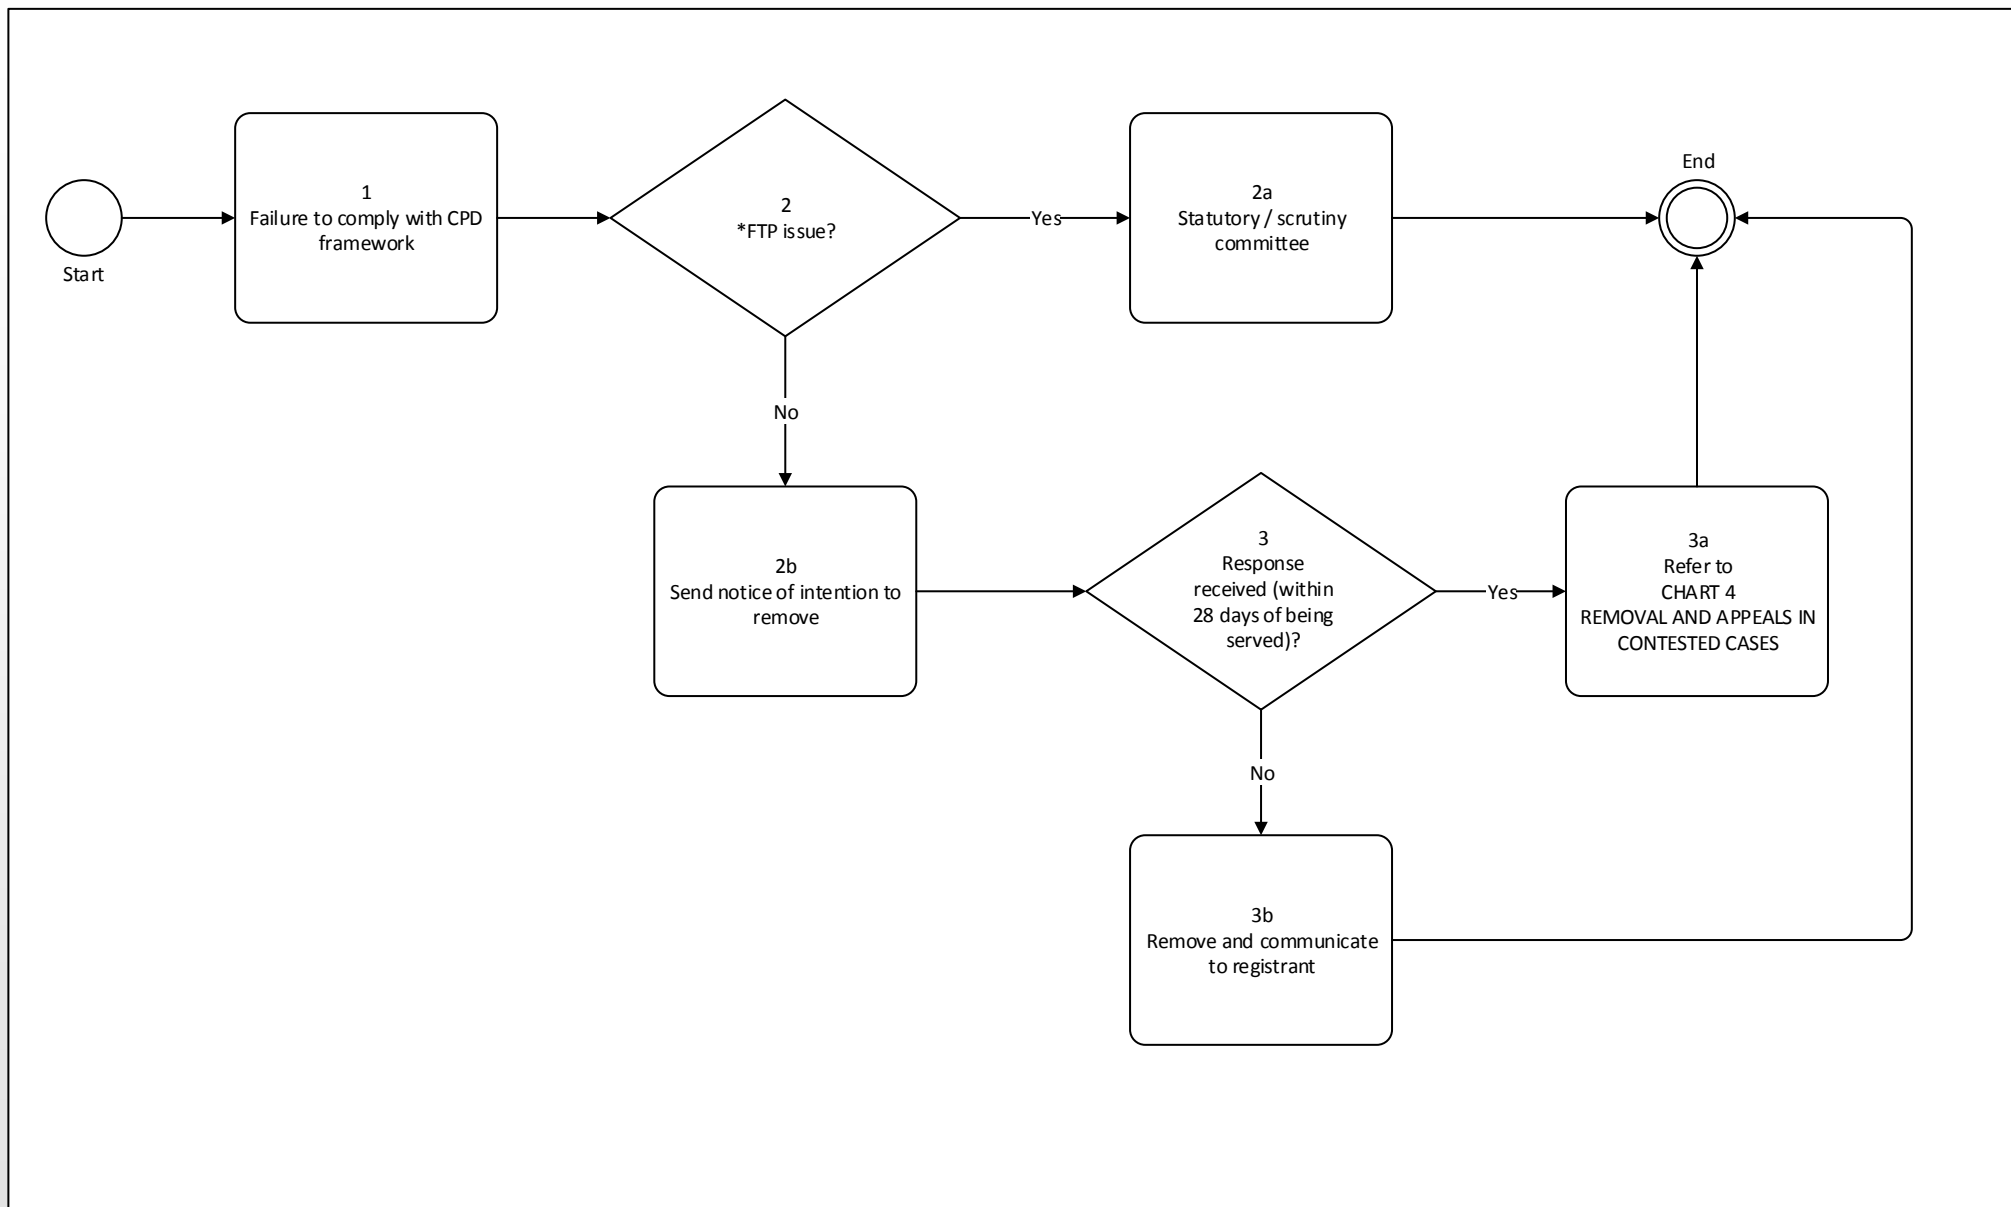 Start
1
Failure to comply with CPD
framework
2
*FTP issue?
Yes
2a
Statutory / scrutiny
committee
End
No
2b
Send notice of intention to
remove
3
Response
received (within
28 days of being
served)?
Yes
3a
Refer to
CHART 4
REMOVAL AND APPEALS IN
CONTESTED CASES
No
3b
Remove and communicate
to registrant